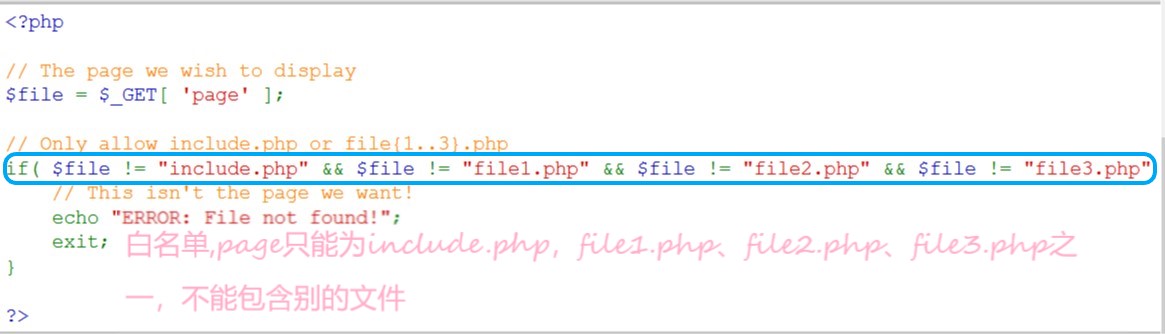 <?php
// The page we wish to display
$file = $_GET[ 'page' ];
// Only allow include.php or file{1..3}.php
if( $file != "include.php" && $file != "file1.php" && $file != "file2.php" && $file != "file3.php"
// This isn't the page we want!
echo "ERROR: File not found!";
exit;
白名单,page只能为include.php，file1.php、file2.php、file3.php之
}
一，不能包含别的文件
?>